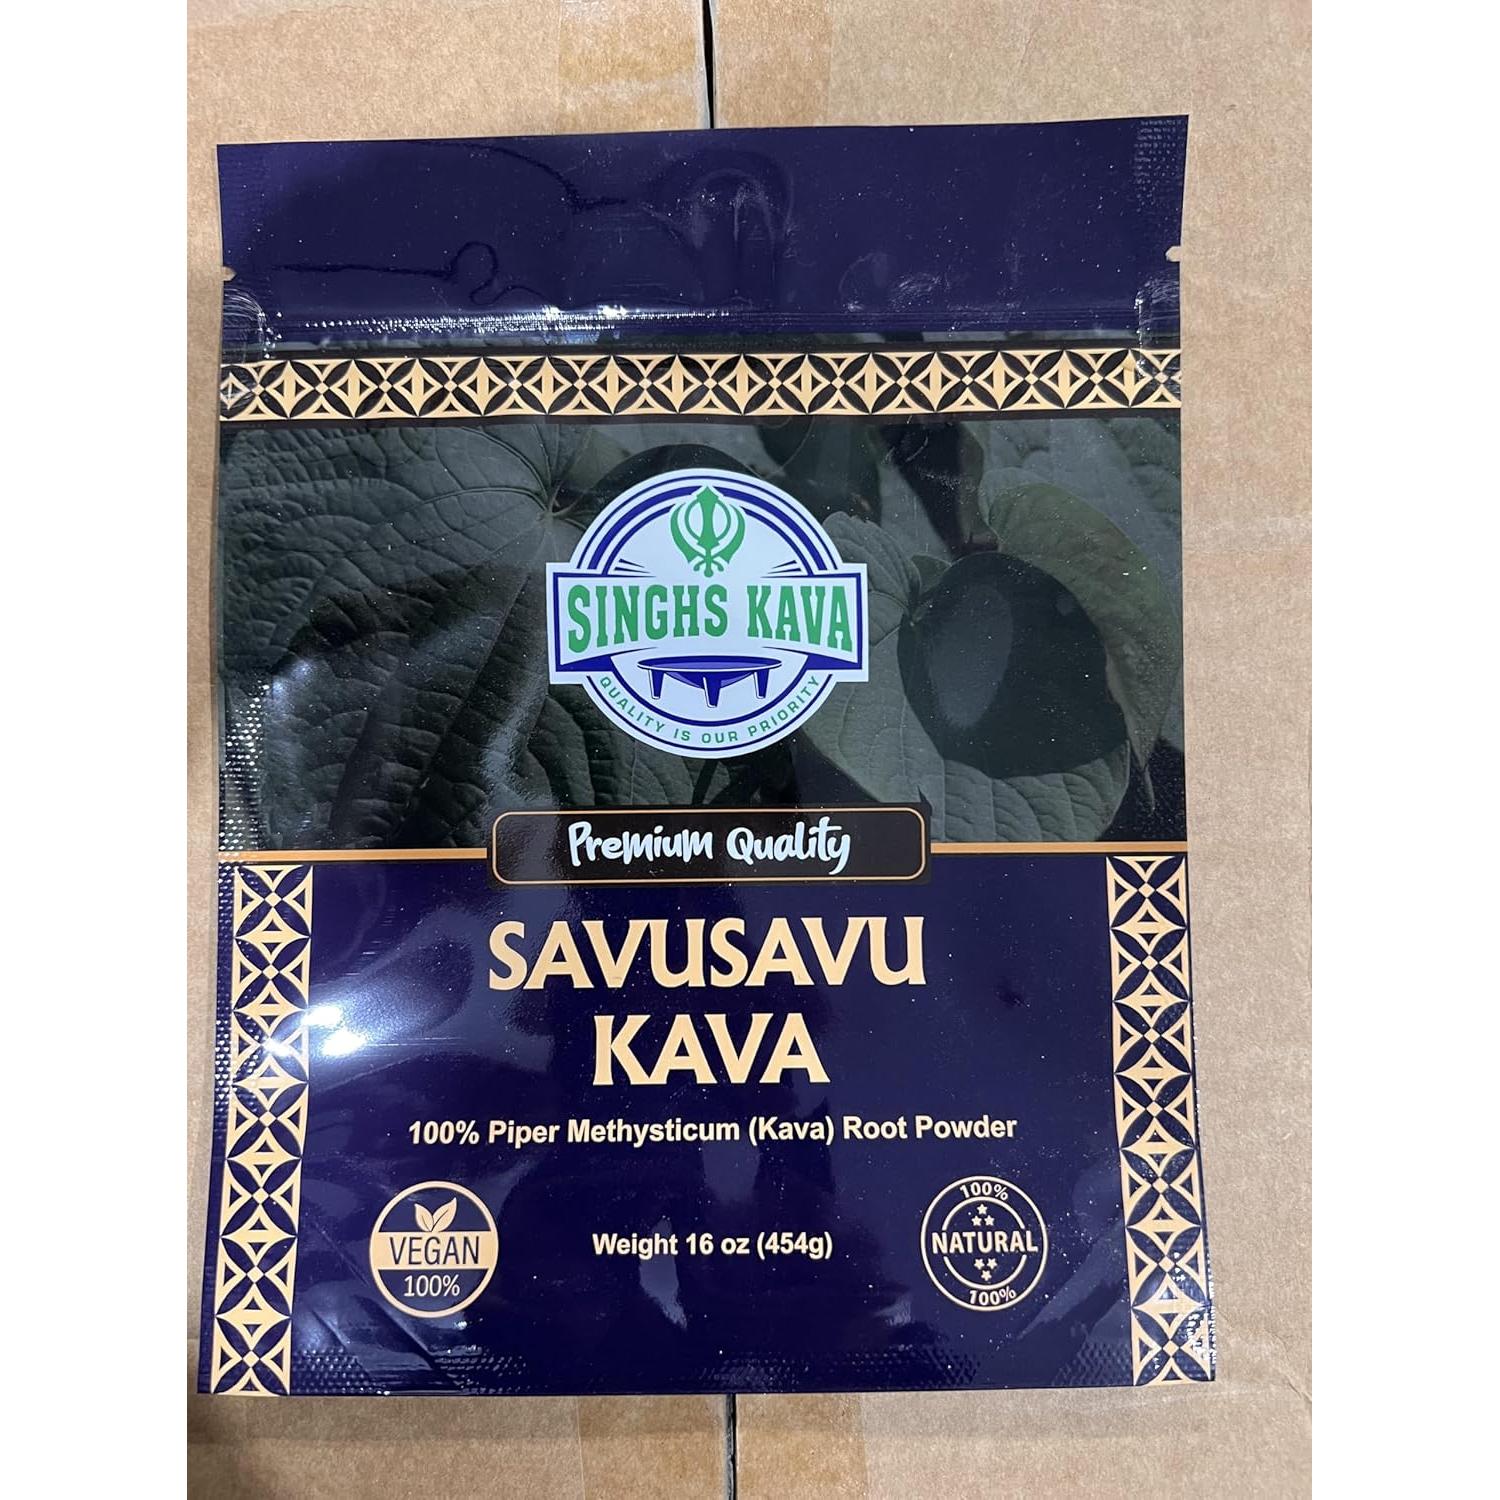 SINGHS KAVA
QUALITY IS OUR PRIORITY
Premium Quality
SAVUSAVU
KAVA
100% Piper Methysticum (Kava) Root Powder
VEGAN
100%
Weight 16 oz (454g)
100%
NATURAL
100%